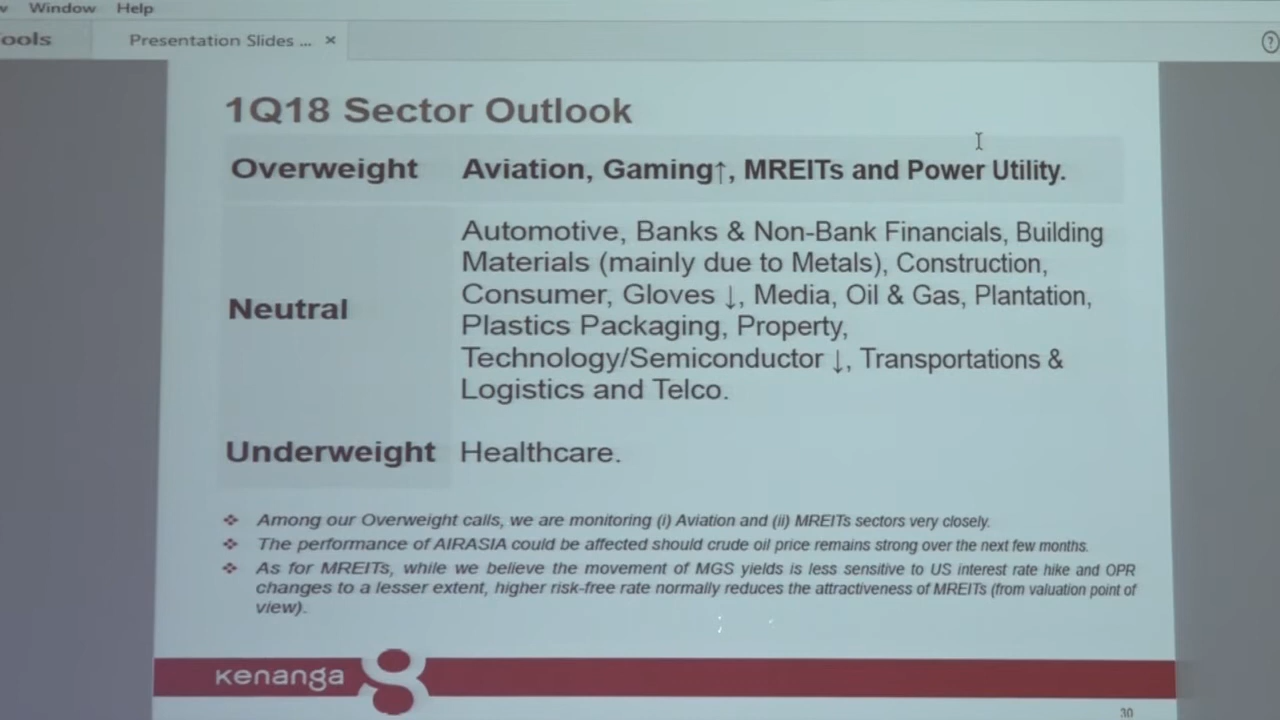 Window Help
ools
Presentation Slides ... ×
1Q18 Sector Outlook
Overweight Aviation, Gaming↑, MREITs and Power Utility.
Neutral
Automotive, Banks & Non-Bank Financials, Building
Materials (mainly due to Metals), Construction,
Consumer, Gloves ↓, Media, Oil & Gas, Plantation,
Plastics Packaging, Property,
Technology/Semiconductor ↓, Transportations &
Logistics and Telco.
Underweight Healthcare.
❖ Among our Overweight calls, we are monitoring (i) Aviation and (ii) MREITs sectors very closely.
❖ The performance of AIRASIA could be affected should crude oil price remains strong over the next few months.
❖ As for MREITs, while we believe the movement of MGS yields is less sensitive to US interest rate hike and OPR
changes to a lesser extent, higher risk-free rate normally reduces the attractiveness of MREITs (from valuation point of
view).
kenanga
30